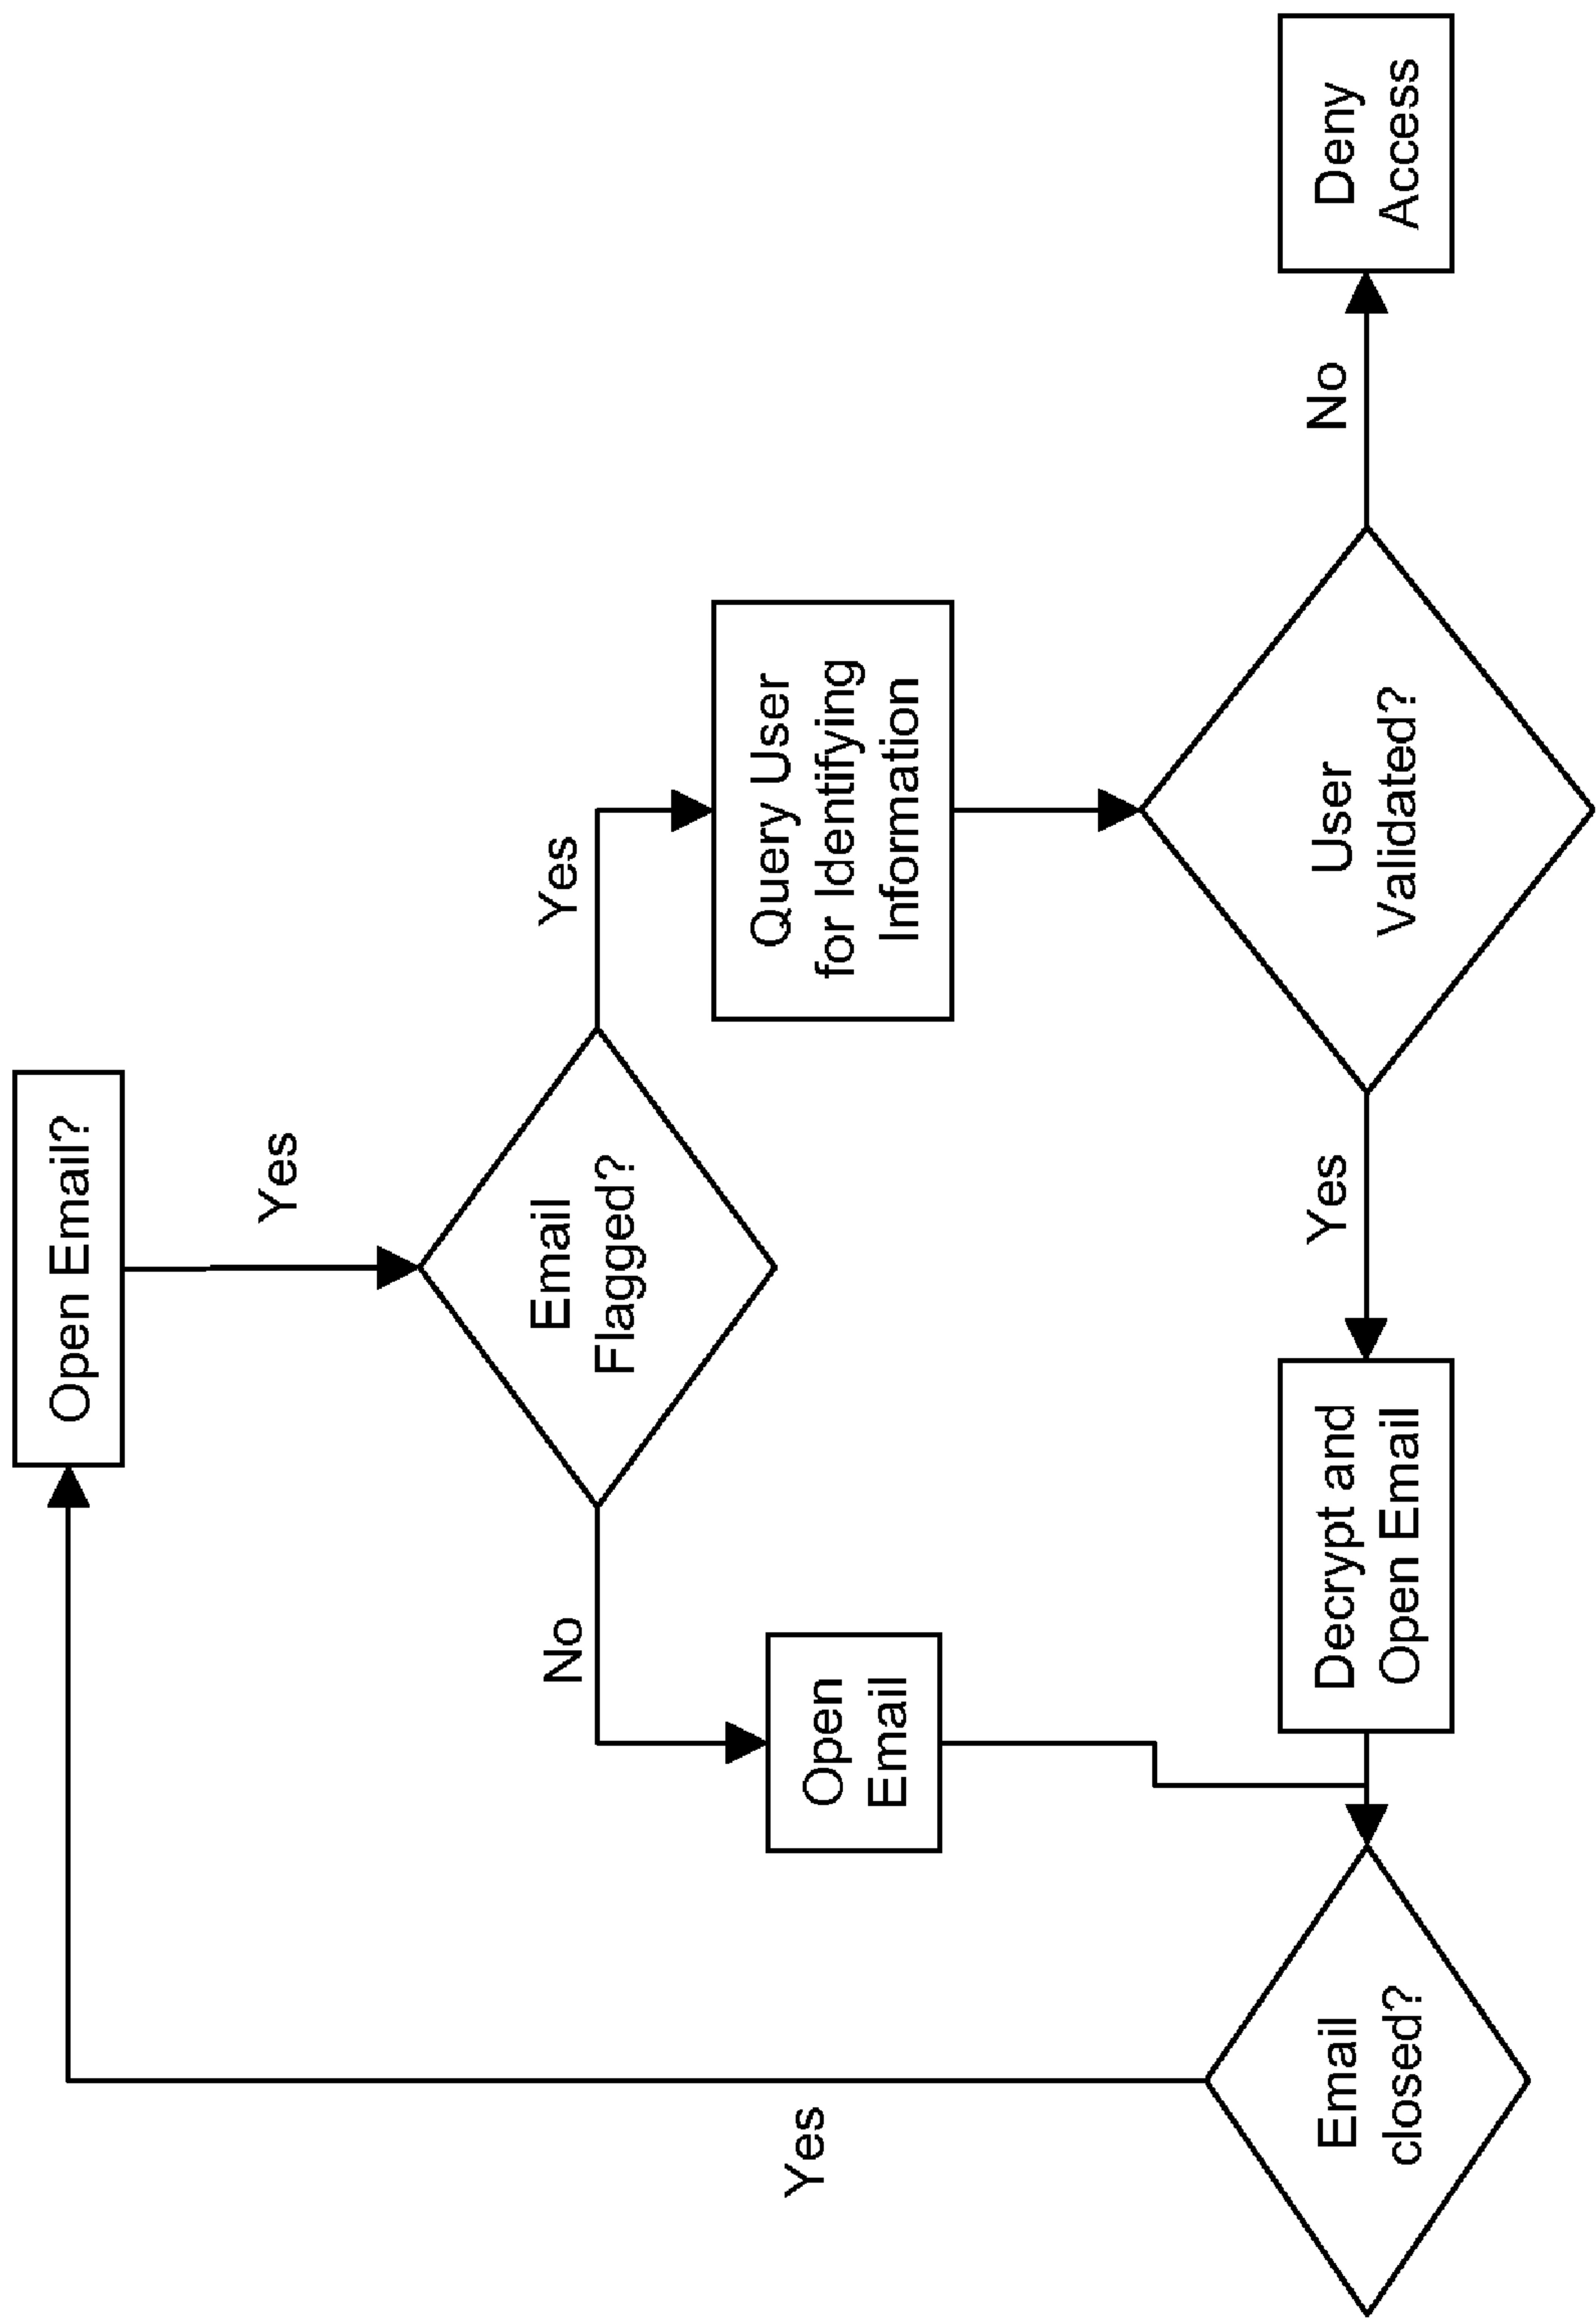 Open Email?
Yes
Email
Flagged?
No
Yes
Open
Email
Query User
for Identifying
Information
Yes
Email
closed?
Decrypt and
Open Email
Yes
User
Validated?
No
Deny
Access